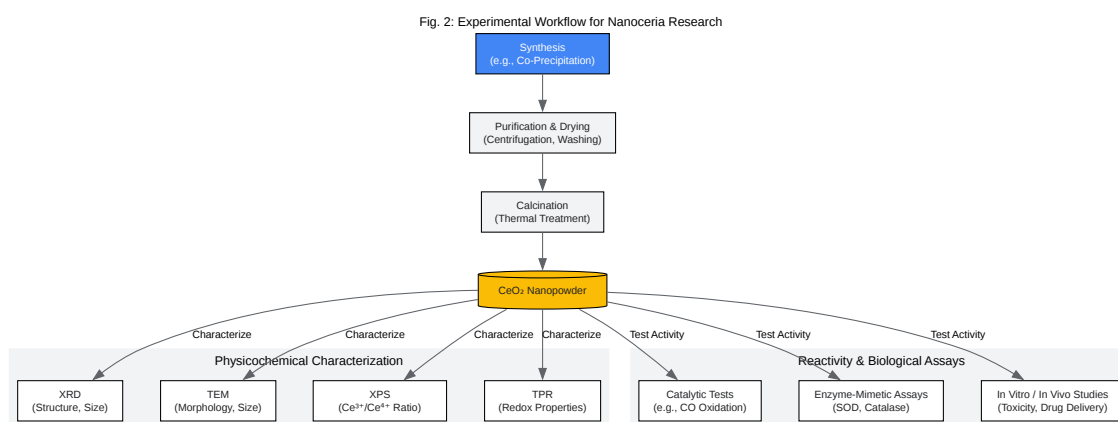 Fig. 2: Experimental Workflow for Nanoceria Research
Synthesis
(e.g., Co-Precipitation)
Purification & Drying
(Centrifugation, Washing)
Calcination
(Thermal Treatment)
CeO₂ Nanopowder
Characterize
Characterize
Characterize
Characterize
Test Activity
Test Activity
Test Activity
Physicochemical Characterization
Reactivity & Biological Assays
XRD
(Structure, Size)
TEM
(Morphology, Size)
XPS
(Ce³⁺/Ce⁴⁺ Ratio)
TPR
(Redox Properties)
Catalytic Tests
(e.g., CO Oxidation)
Enzyme-Mimetic Assays
(SOD, Catalase)
In Vitro / In Vivo Studies
(Toxicity, Drug Delivery)